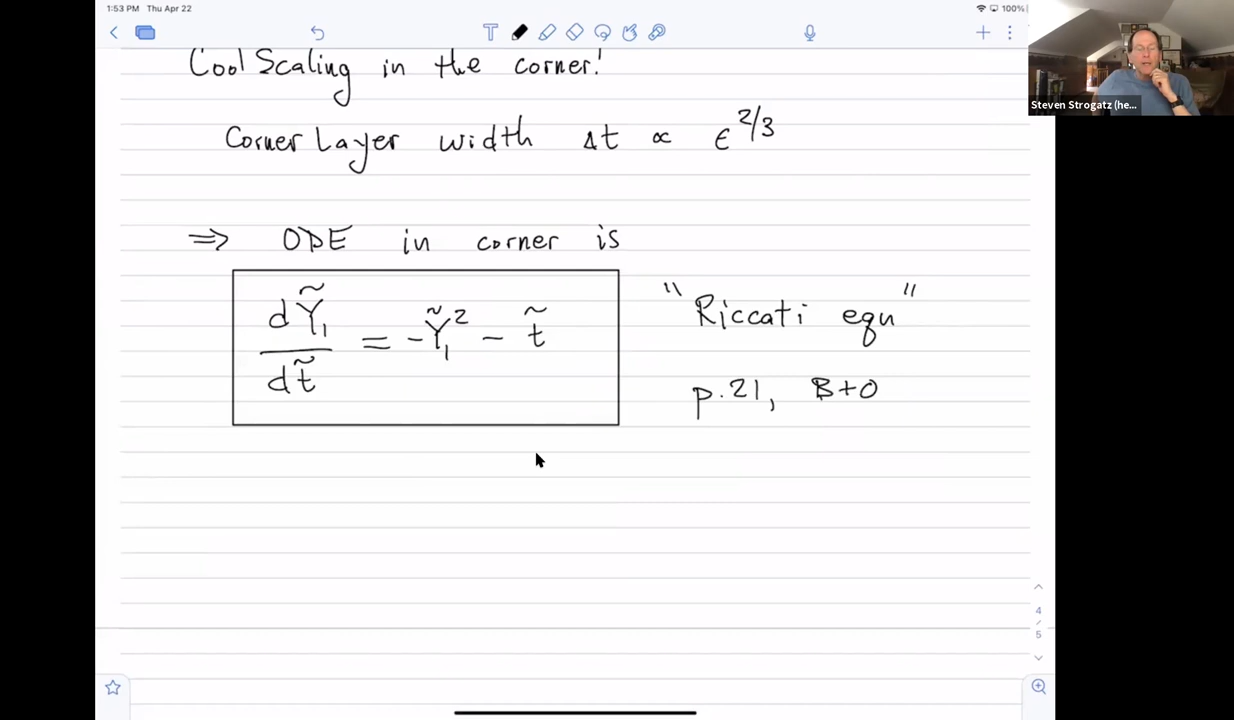 1:53 PM Thu Apr 22
100%
Cool Scaling in the corner!
Corner Layer width Δt ∝ ϵ^{2/3}
⇒ ODE in corner is
dỸ₁/dt̃ = -Ỹ₁² - t̃
"Riccati equ"
p.21, B+O
4
/
5
Steven Strogatz (he...